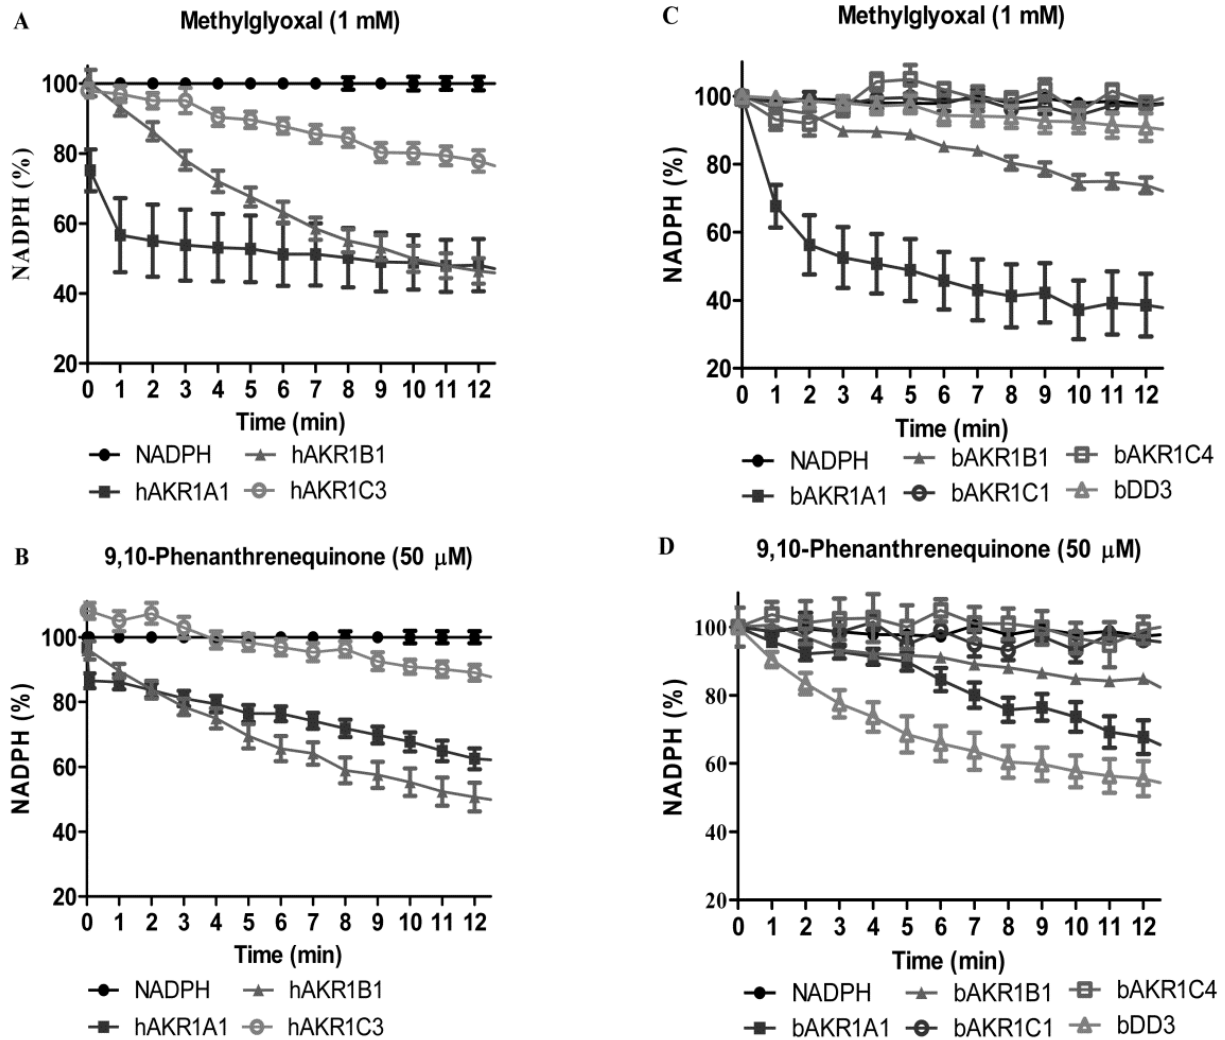 A
Methylglyoxal (1 mM)
NADPH (%)
100
80
60
40
20
0 1 2 3 4 5 6 7 8 9 10 11 12
Time (min)
NADPH hAKR1B1
hAKR1A1 hAKR1C3
B
9,10-Phenanthrenequinone (50 μM)
NADPH (%)
100
80
60
40
20
0 1 2 3 4 5 6 7 8 9 10 11 12
Time (min)
NADPH hAKR1B1
hAKR1A1 hAKR1C3
C
Methylglyoxal (1 mM)
NADPH (%)
100
80
60
40
20
0 1 2 3 4 5 6 7 8 9 10 11 12
Time (min)
NADPH bAKR1B1 bAKR1C4
bAKR1A1 bAKR1C1 bDD3
D
9,10-Phenanthrenequinone (50 μM)
NADPH (%)
100
80
60
40
20
0 1 2 3 4 5 6 7 8 9 10 11 12
Time (min)
NADPH bAKR1B1 bAKR1C4
bAKR1A1 bAKR1C1 bDD3